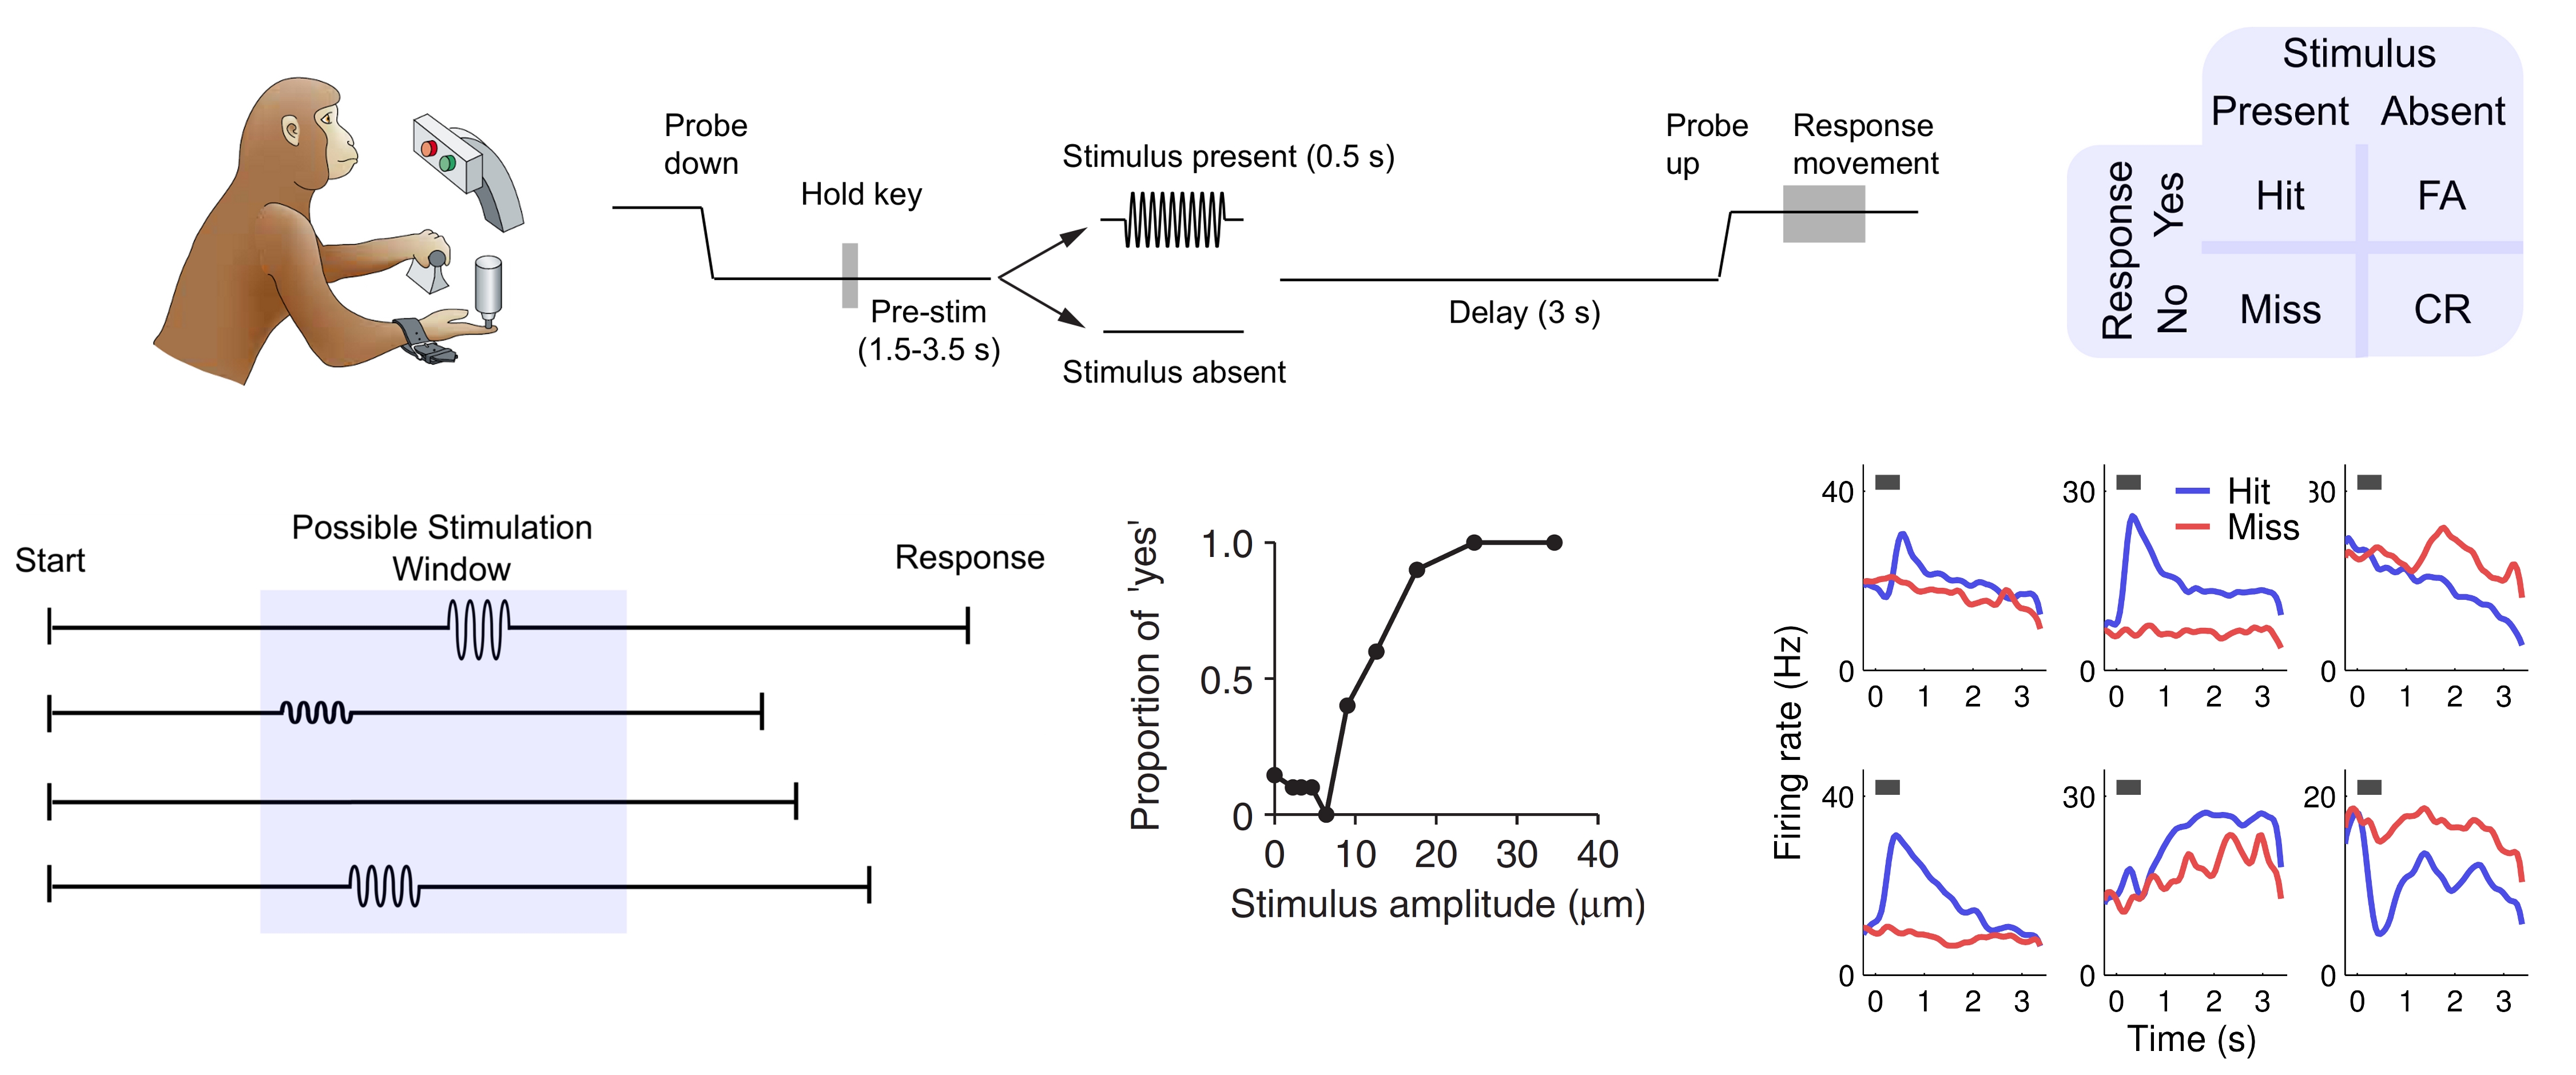 Probe
down
Hold key
Pre-stim
(1.5-3.5 s)
Stimulus present (0.5 s)
Stimulus absent
Delay (3 s)
Probe
up
Response
movement
Stimulus
Present Absent
Response
Yes
No
Hit FA
Miss CR
Start
Possible Stimulation
Window
Response
Proportion of 'yes'
1.0
0.5
0
0 10 20 30 40
Stimulus amplitude (μm)
Firing rate (Hz)
40
0
0 1 2 3
30
Hit
Miss
0
0 1 2 3
30
0
0 1 2 3
40
0
0 1 2 3
30
0
0 1 2 3
20
0
0 1 2 3
Time (s)